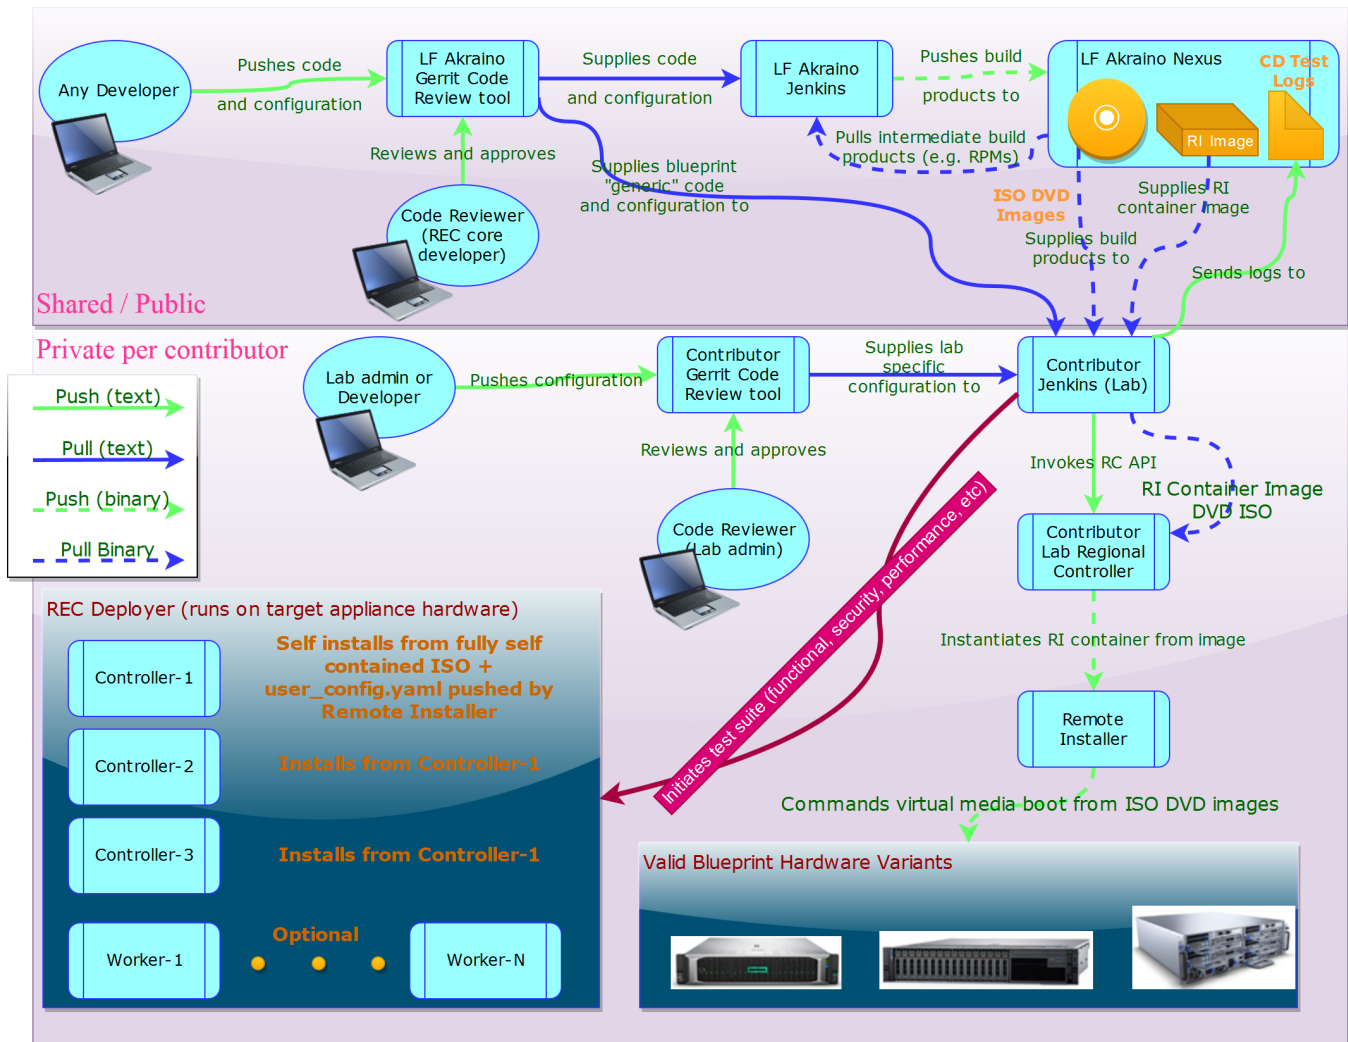 Any Developer
Pushes code
and configuration
LF Akraino
Gerrit Code
Review tool
Supplies code
and configuration
LF Akraino
Jenkins
Pushes build
products to
LF Akraino Nexus
CD Test
Logs
RI Image
Pulls intermediate build
products (e.g. RPMs)
Reviews and approves
Supplies blueprint
"generic" code
and configuration to
ISO DVD
Images
Supplies RI
container image
Code Reviewer
(REC core
developer)
Supplies build
products to
Sends logs to
Shared / Public
Private per contributor
Lab admin or
Developer
Pushes configuration
Contributor
Gerrit Code
Review tool
Supplies lab
specific
configuration to
Contributor
Jenkins (Lab)
Push (text)
Pull (text)
Push (binary)
Pull Binary
Reviews and approves
Invokes RC API
RI Container Image
DVD ISO
Code Reviewer
(Lab admin)
Contributor
Lab Regional
Controller
Initiates test suite (functional, security, performance, etc)
Instantiates RI container from image
Remote
Installer
Commands virtual media boot from ISO DVD images
REC Deployer (runs on target appliance hardware)
Controller-1
Self installs from fully self
contained ISO +
user_config.yaml pushed by
Remote Installer
Controller-2
Installs from Controller-1
Controller-3
Installs from Controller-1
Worker-1
Optional
Worker-N
Valid Blueprint Hardware Variants